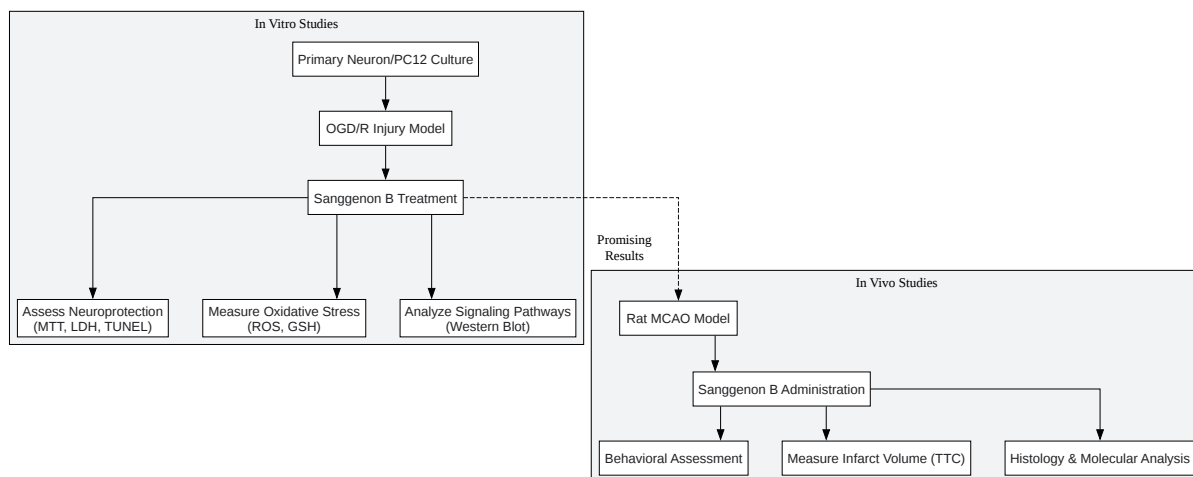 In Vitro Studies
Primary Neuron/PC12 Culture
OGD/R Injury Model
Sanggenon B Treatment
Assess Neuroprotection
(MTT, LDH, TUNEL)
Measure Oxidative Stress
(ROS, GSH)
Analyze Signaling Pathways
(Western Blot)
Promising
Results
In Vivo Studies
Rat MCAO Model
Sanggenon B Administration
Behavioral Assessment
Measure Infarct Volume (TTC)
Histology & Molecular Analysis